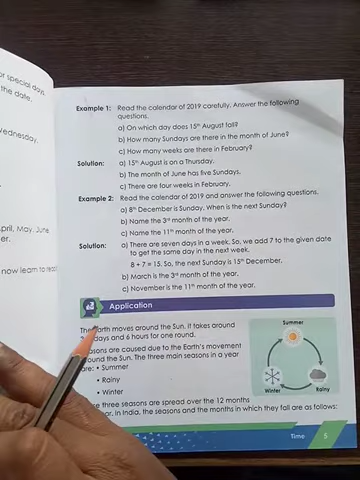 r special days,
the date.
Wednesday.
pril, May, June
er.
now learn to read
Example 1: Read the calendar of 2019 carefully. Answer the following
questions.
a) On which day does 15th August fall?
b) How many Sundays are there in the month of June?
c) How many weeks are there in February?
Solution: a) 15th August is on a Thursday.
b) The month of June has five Sundays.
c) There are four weeks in February.
Example 2: Read the calendar of 2019 and answer the following questions.
a) 8th December is Sunday. When is the next Sunday?
b) Name the 3rd month of the year.
c) Name the 11th month of the year.
Solution: a) There are seven days in a week. So, we add 7 to the given date
to get the same day in the next week.
8 + 7 = 15. So, the next Sunday is 15th December.
b) March is the 3rd month of the year.
c) November is the 11th month of the year.
Application
The Earth moves around the Sun. It takes around
days and 6 hours for one round.
asons are caused due to the Earth's movement
ound the Sun. The three main seasons in a year
are: • Summer
• Rainy
• Winter
se three seasons are spread over the 12 months
ar. In India, the seasons and the months in which they fall are as follows:
Summer
Winter
Rainy
Time 5